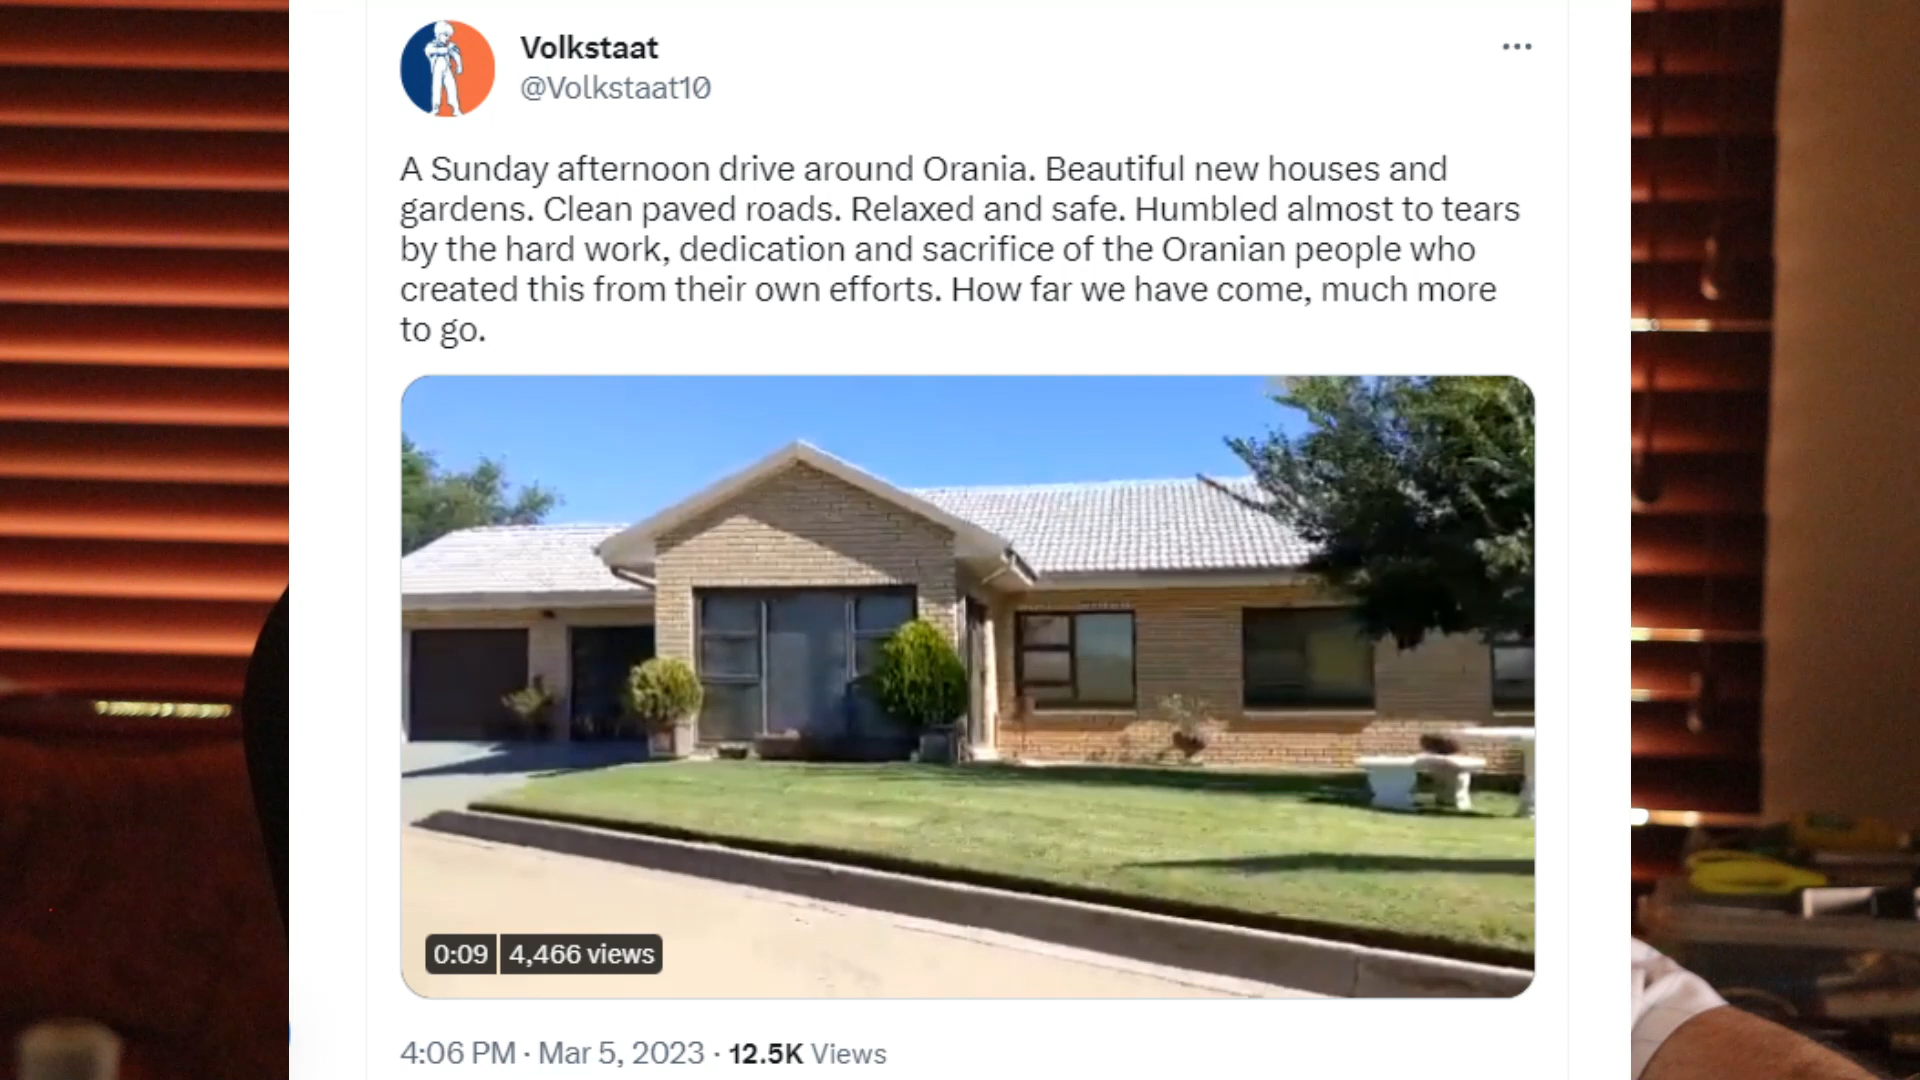 Volkstaat
@Volkstaat10
A Sunday afternoon drive around Orania. Beautiful new houses and
gardens. Clean paved roads. Relaxed and safe. Humbled almost to tears
by the hard work, dedication and sacrifice of the Oranian people who
created this from their own efforts. How far we have come, much more
to go.
0:09 4,466 views
4:06 PM · Mar 5, 2023 · 12.5K Views